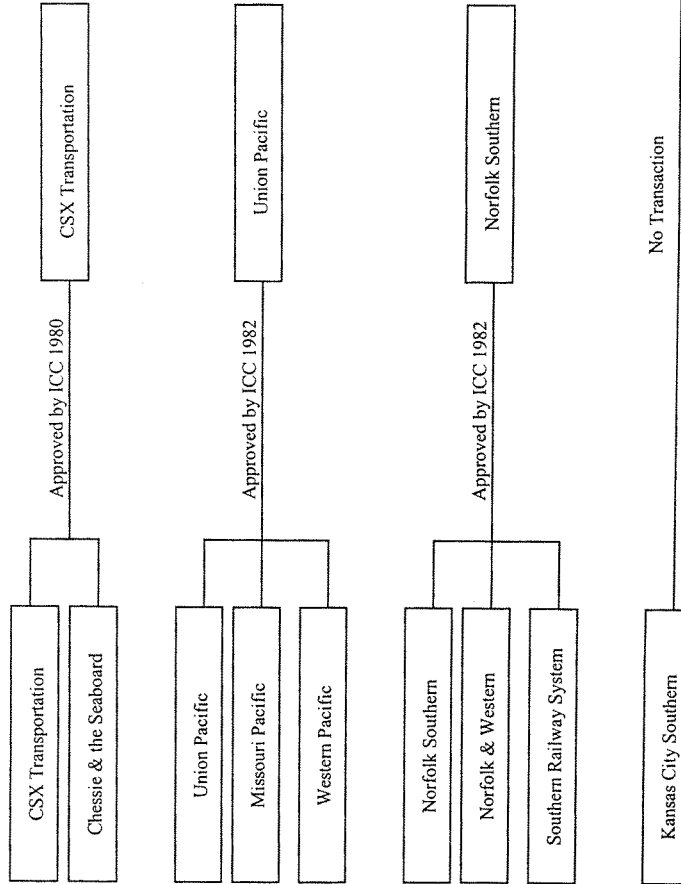 CSX Transportation
Chessie & the Seaboard
Approved by ICC 1980
CSX Transportation
Union Pacific
Missouri Pacific
Western Pacific
Approved by ICC 1982
Union Pacific
Norfolk Southern
Norfolk & Western
Southern Railway System
Approved by ICC 1982
Norfolk Southern
Kansas City Southern
No Transaction